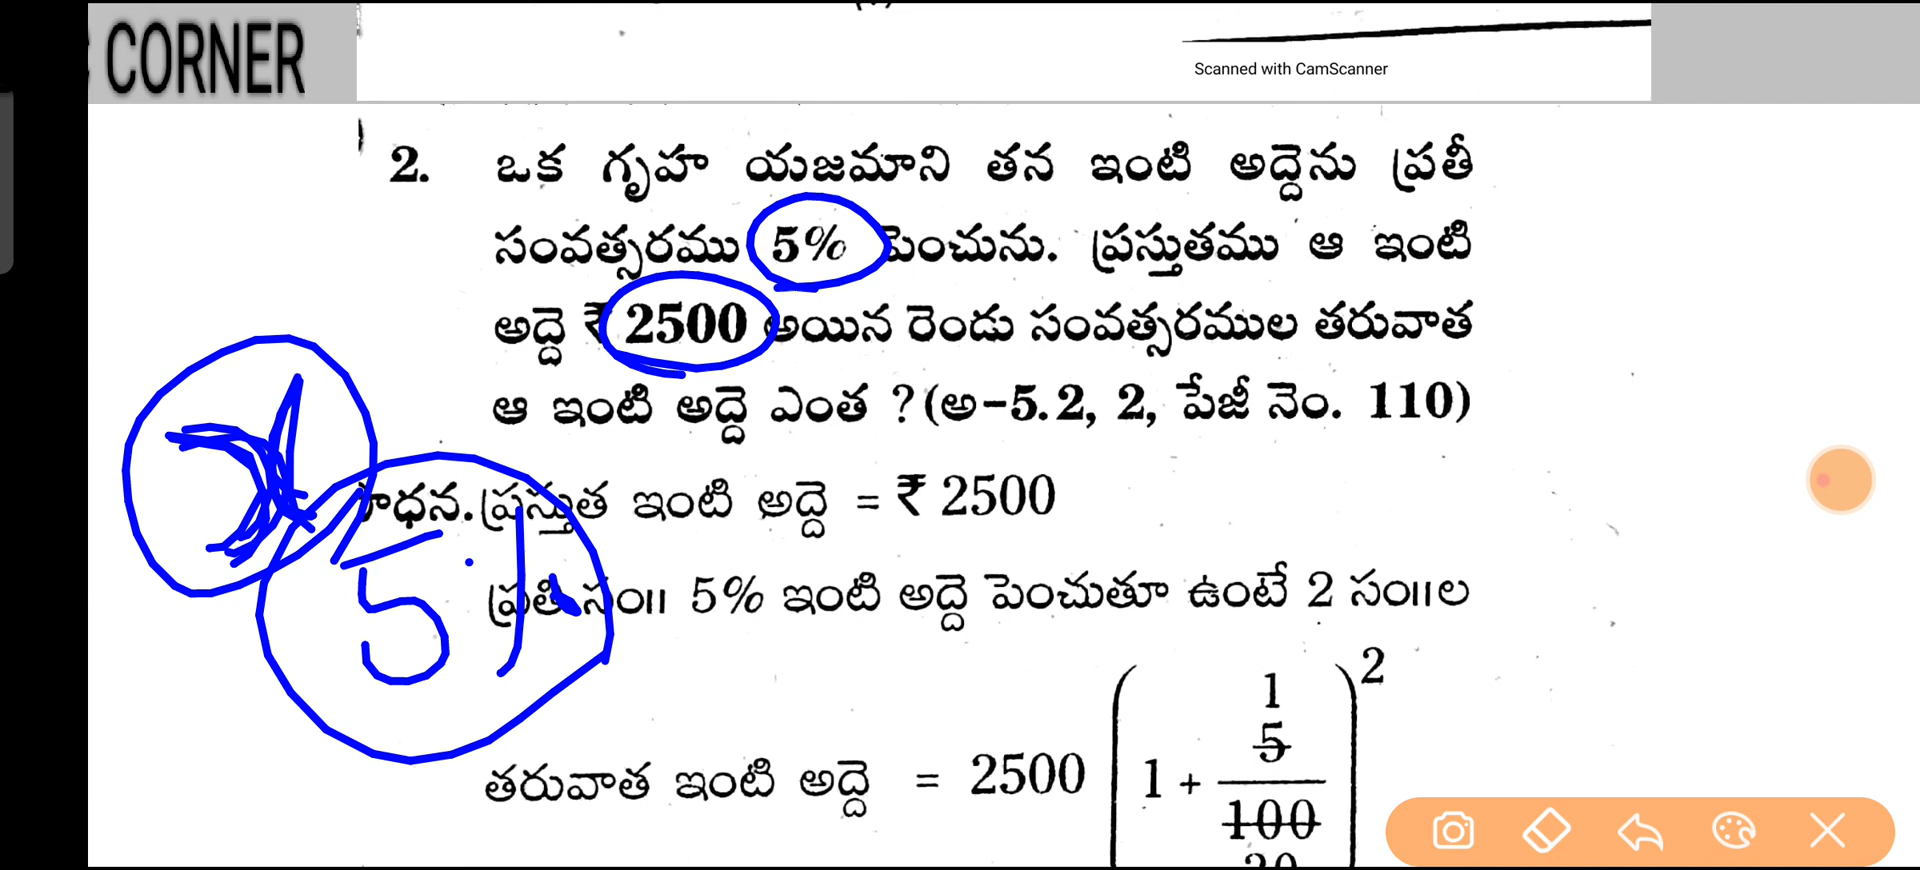 CORNER
Scanned with CamScanner
2. ఒక గృహ యజమాని తన ఇంటి అద్దెను ప్రతీ
సంవత్సరము 5% పెంచును. ప్రస్తుతము ఆ ఇంటి
అద్దె ₹ 2500 అయిన రెండు సంవత్సరముల తరువాత
ఆ ఇంటి అద్దె ఎంత ? (అ-5.2, 2, పేజీ నెం. 110)
సాధన. ప్రస్తుత ఇంటి అద్దె = ₹ 2500
ప్రతి సం॥ 5% ఇంటి అద్దె పెంచుతూ ఉంటే 2 సం॥ల
5%
తరువాత ఇంటి అద్దె = 2500 (1 + 5/100)²
1
20